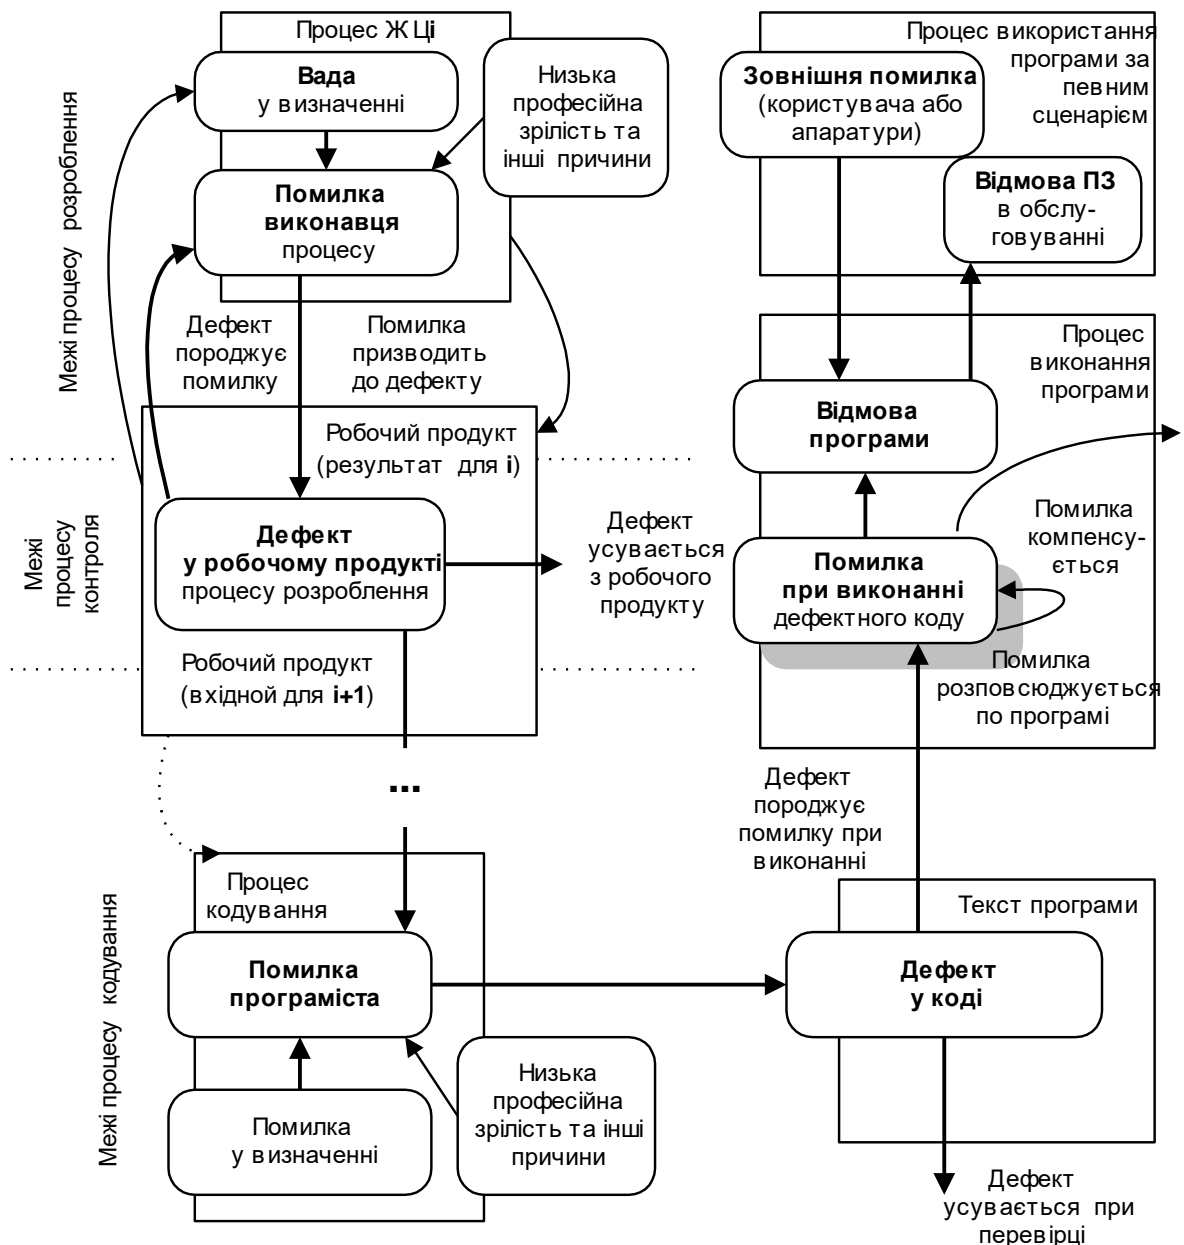 Процес ЖЦі
Вада
у визначенні
Низька
професійна
зрілість та
інші причини
Помилка
виконавця
процесу
Межі процесу розроблення
Дефект
породжує
помилку
Помилка
призводить
до дефекту
Робочий продукт
(результат для і)
Межі
процесу
контроля
Дефект
у робочому продукті
процесу розроблення
Дефект
усувається
з робочого
продукту
Робочий продукт
(вхідной для і+1)
...
Межі процесу кодування
Процес
кодування
Помилка
програміста
Помилка
у визначенні
Низька
професійна
зрілість та інші
причини
Процес використання
програми за
певним
сценарієм
Зовнішня помилка
(користувача або
апаратури)
Відмова ПЗ
в обслу-
говуванні
Процес
виконання
програми
Відмова
програми
Помилка
компенсу-
ється
Помилка
при виконанні
дефектного коду
Помилка
розповсюджується
по програмі
Дефект
породжує
помилку при
виконанні
Текст програми
Дефект
у коді
Дефект
усувається при
перевірці